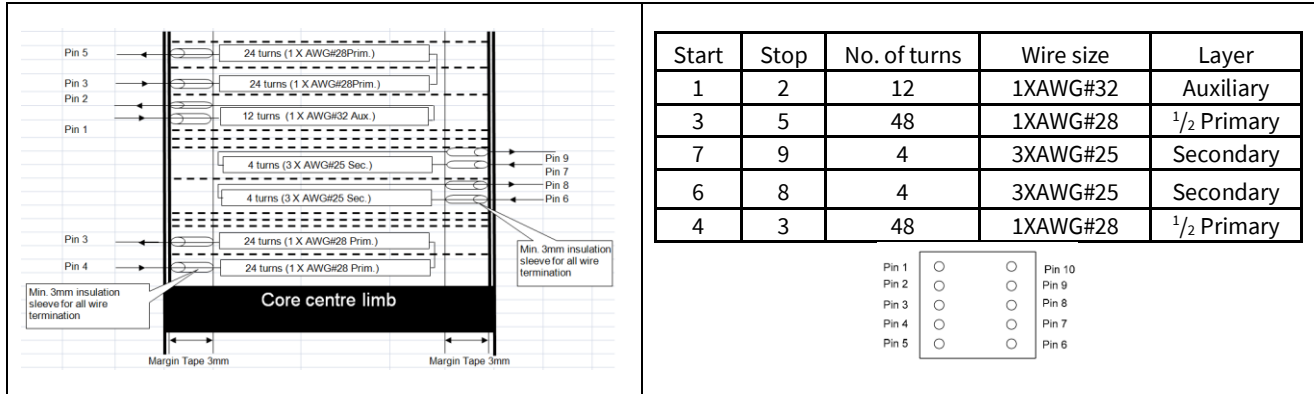 Pin 5
24 turns (1 X AWG#28Prim.)
Pin 3
24 turns (1 X AWG#28Prim.)
Pin 2
12 turns (1 X AWG#32 Aux.)
Pin 1
Pin 9
4 turns (3 X AWG#25 Sec.)
Pin 7
Pin 8
4 turns (3 X AWG#25 Sec.)
Pin 6
Pin 3
24 turns (1 X AWG#28 Prim.)
Pin 4
24 turns (1 X AWG#28 Prim.)
Min. 3mm insulation
sleeve for all wire
termination
Min. 3mm insulation
sleeve for all wire
termination
Core centre limb
Margin Tape 3mm
Margin Tape 3mm
Start Stop No. of turns Wire size Layer
1 2 12 1XAWG#32 Auxiliary
3 5 48 1XAWG#28 1/2 Primary
7 9 4 3XAWG#25 Secondary
6 8 4 3XAWG#25 Secondary
4 3 48 1XAWG#28 1/2 Primary
Pin 1 Pin 10
Pin 2 Pin 9
Pin 3 Pin 8
Pin 4 Pin 7
Pin 5 Pin 6